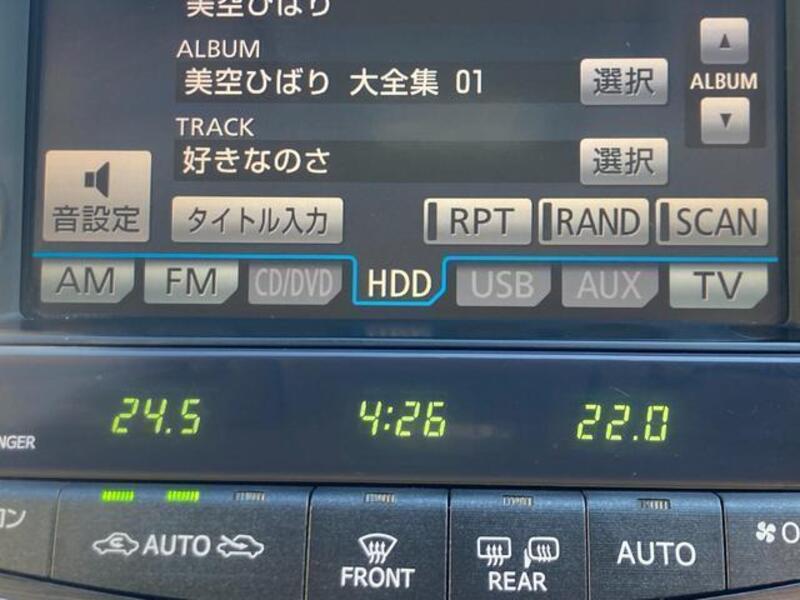 美空ひばり
ALBUM
美空ひばり 大全集 01 選択
ALBUM
TRACK
好きなのさ 選択
音設定 タイトル入力 RPT RAND SCAN
AM FM CD/DVD HDD USB AUX TV
24.5 4:26 22.0
NGER
AUTO FRONT REAR AUTO